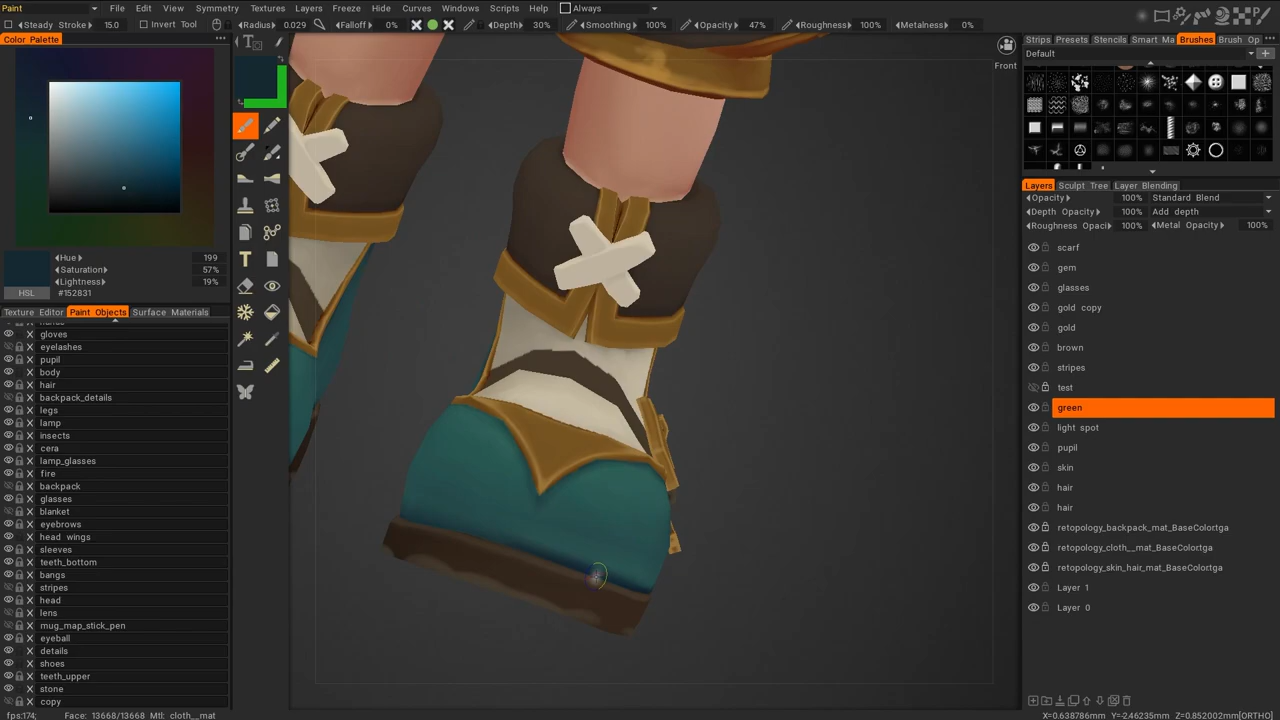 Paint File Edit View Symmetry Textures Layers Freeze Hide Curves Windows Scripts Help Always
Steady Stroke 15.0 Invert Tool Radius 0.029 Falloff 0% Depth 30% Smoothing 100% Opacity 47% Roughness 100% Metalness 0%
Color Palette
Front
Hue 199
Saturation 57%
Lightness 19%
HSL #152831
Texture Editor Paint Objects Surface Materials
gloves
eyelashes
pupil
body
hair
backpack_details
legs
lamp
insects
cera
lamp_glasses
fire
backpack
glasses
blanket
eyebrows
head wings
sleeves
teeth_bottom
bangs
stripes
head
lens
mug_map_stick_pen
eyeball
details
shoes
teeth_upper
stone
copy
fps:174; Face: 13668/13668 Mtl: cloth__mat
Strips Presets Stencils Smart Ma Brushes Brush Op
Default
Layers Sculpt Tree Layer Blending
Opacity 100% Standard Blend
Depth Opacity 100% Add depth
Roughness Opaci 100% Metal Opacity 100%
scarf
gem
glasses
gold copy
gold
brown
stripes
test
green
light spot
pupil
skin
hair
hair
retopology_backpack_mat_BaseColortga
retopology_cloth__mat_BaseColortga
retopology_skin_hair_mat_BaseColortga
Layer 1
Layer 0
X=0.638786mm Y=-2.46235mm Z=0.852002mm[ORTHO]